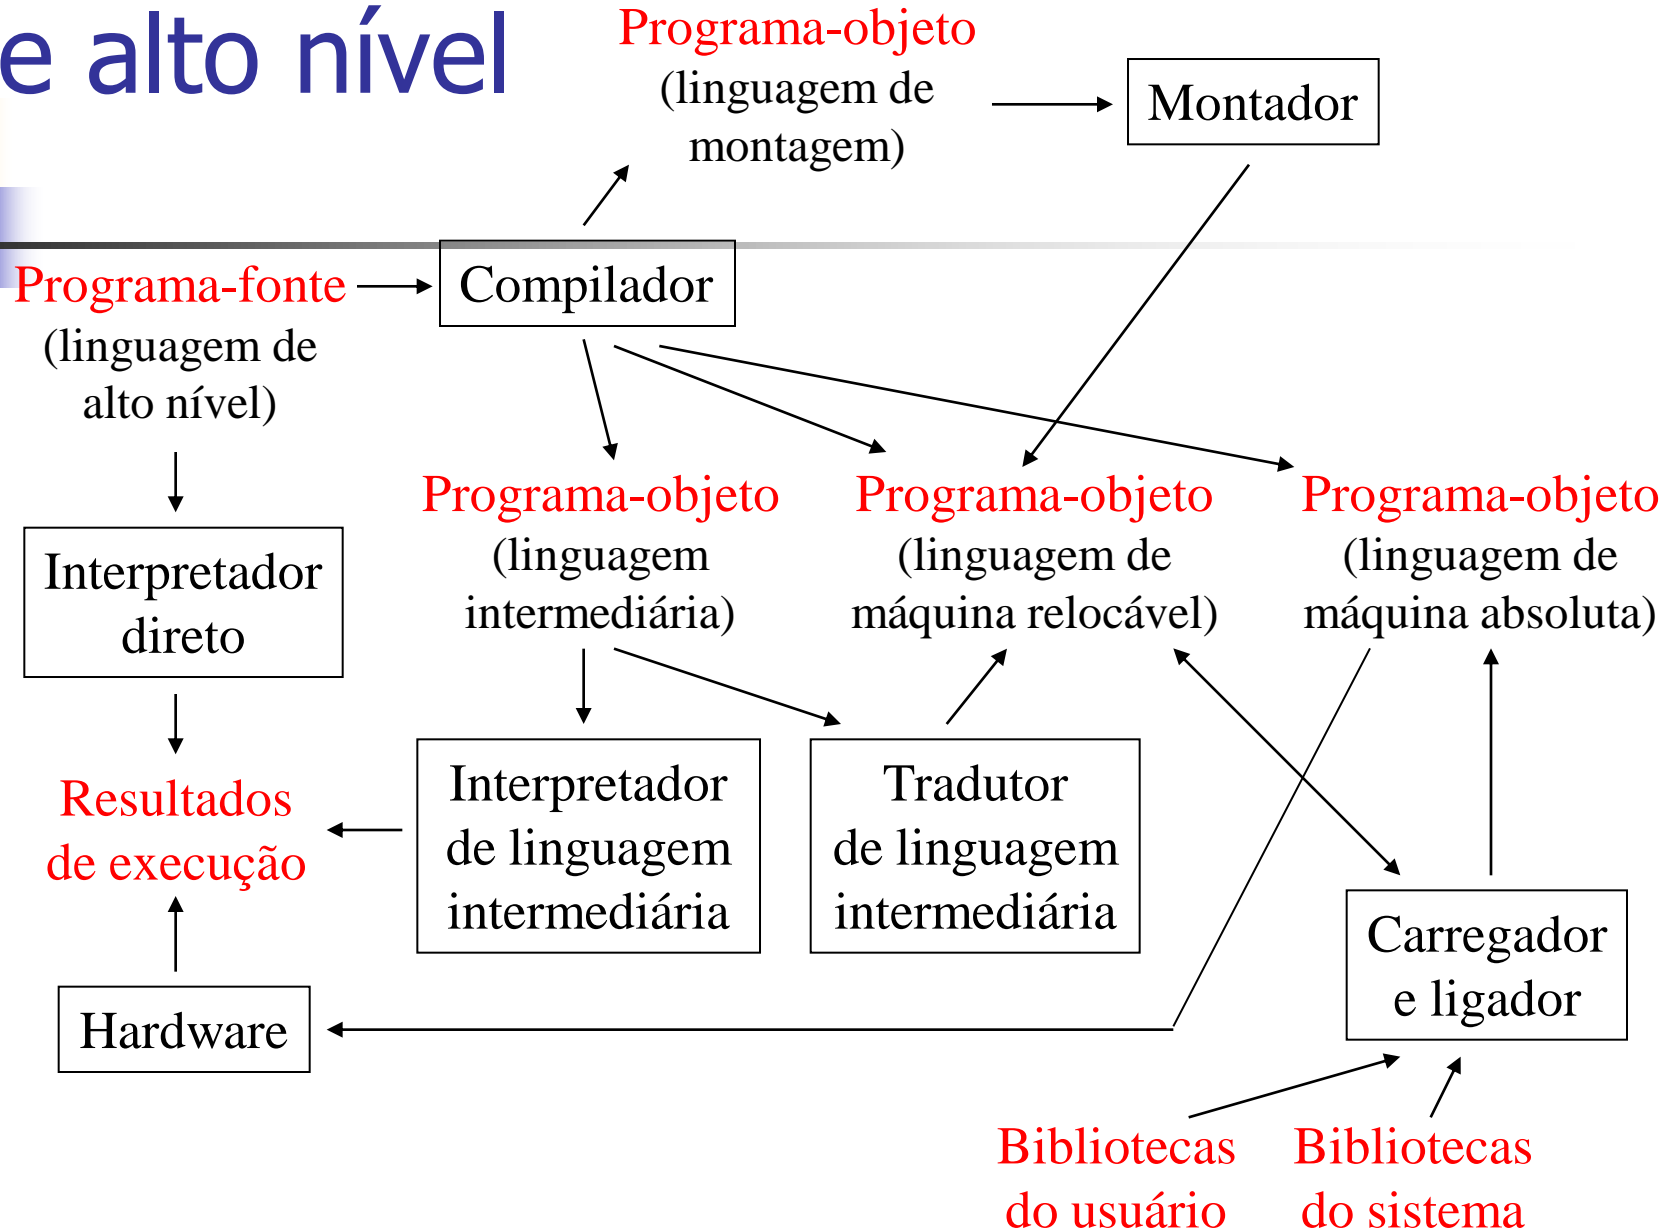 e alto nível
Programa-objeto
(linguagem de
montagem)
Montador
Programa-fonte
(linguagem de
alto nível)
Compilador
Programa-objeto
(linguagem
intermediária)
Programa-objeto
(linguagem de
máquina relocável)
Programa-objeto
(linguagem de
máquina absoluta)
Interpretador
direto
Resultados
de execução
Interpretador
de linguagem
intermediária
Tradutor
de linguagem
intermediária
Carregador
e ligador
Hardware
Bibliotecas
do usuário
Bibliotecas
do sistema